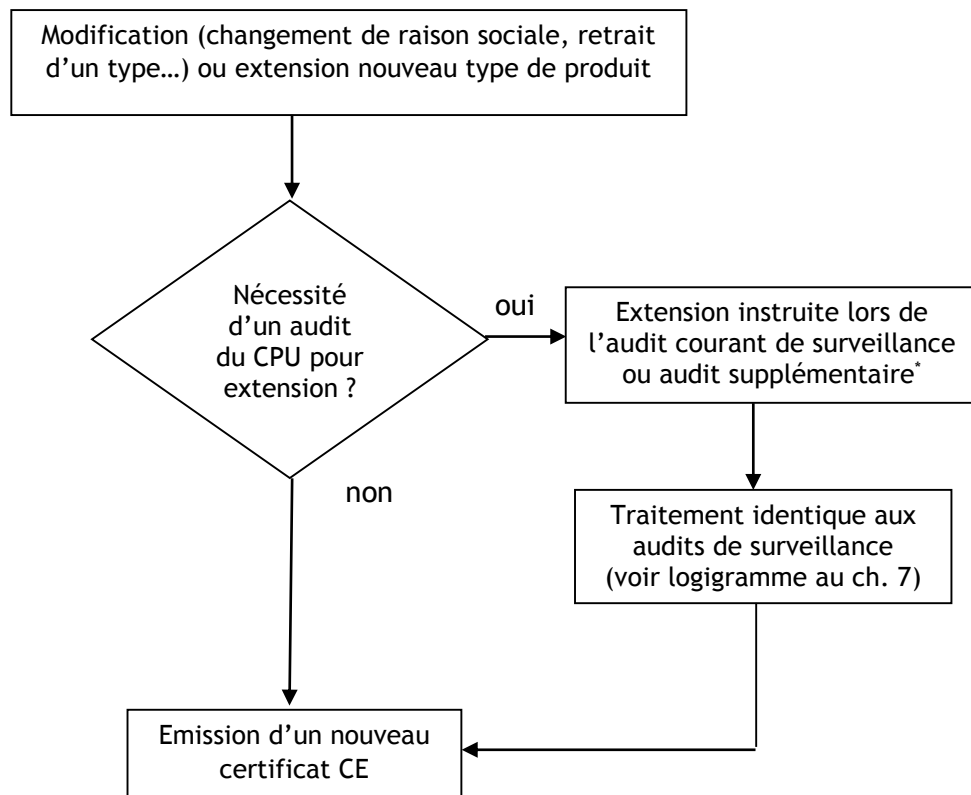 Modification (changement de raison sociale, retrait
d’un type…) ou extension nouveau type de produit
Nécessité
d’un audit
du CPU pour
extension ?
oui
Extension instruite lors de
l’audit courant de surveillance
ou audit supplémentaire*
non
Traitement identique aux
audits de surveillance
(voir logigramme au ch. 7)
Emission d’un nouveau
certificat CE